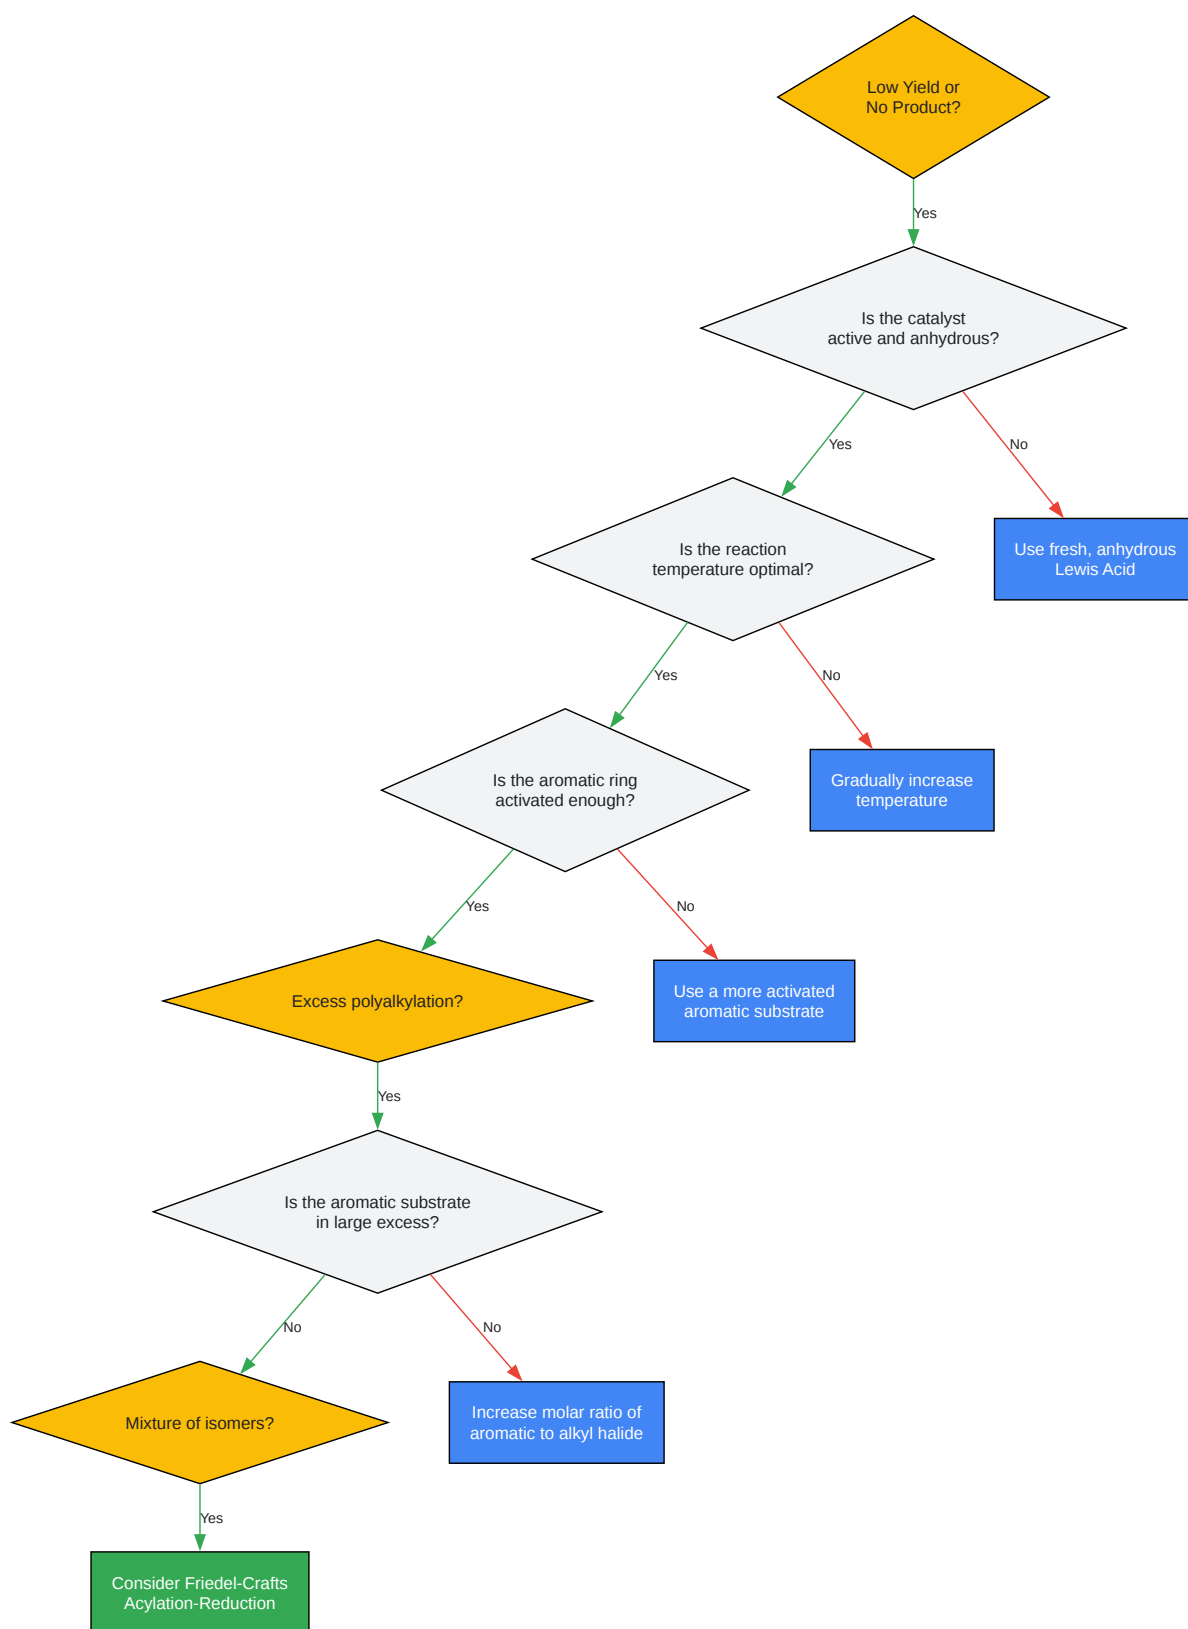 Low Yield or
No Product?
Yes
Is the catalyst
active and anhydrous?
Yes
No
Is the reaction
temperature optimal?
Use fresh, anhydrous
Lewis Acid
Yes
No
Is the aromatic ring
activated enough?
Gradually increase
temperature
Yes
No
Excess polyalkylation?
Use a more activated
aromatic substrate
Yes
Is the aromatic substrate
in large excess?
No
No
Mixture of isomers?
Increase molar ratio of
aromatic to alkyl halide
Yes
Consider Friedel-Crafts
Acylation-Reduction